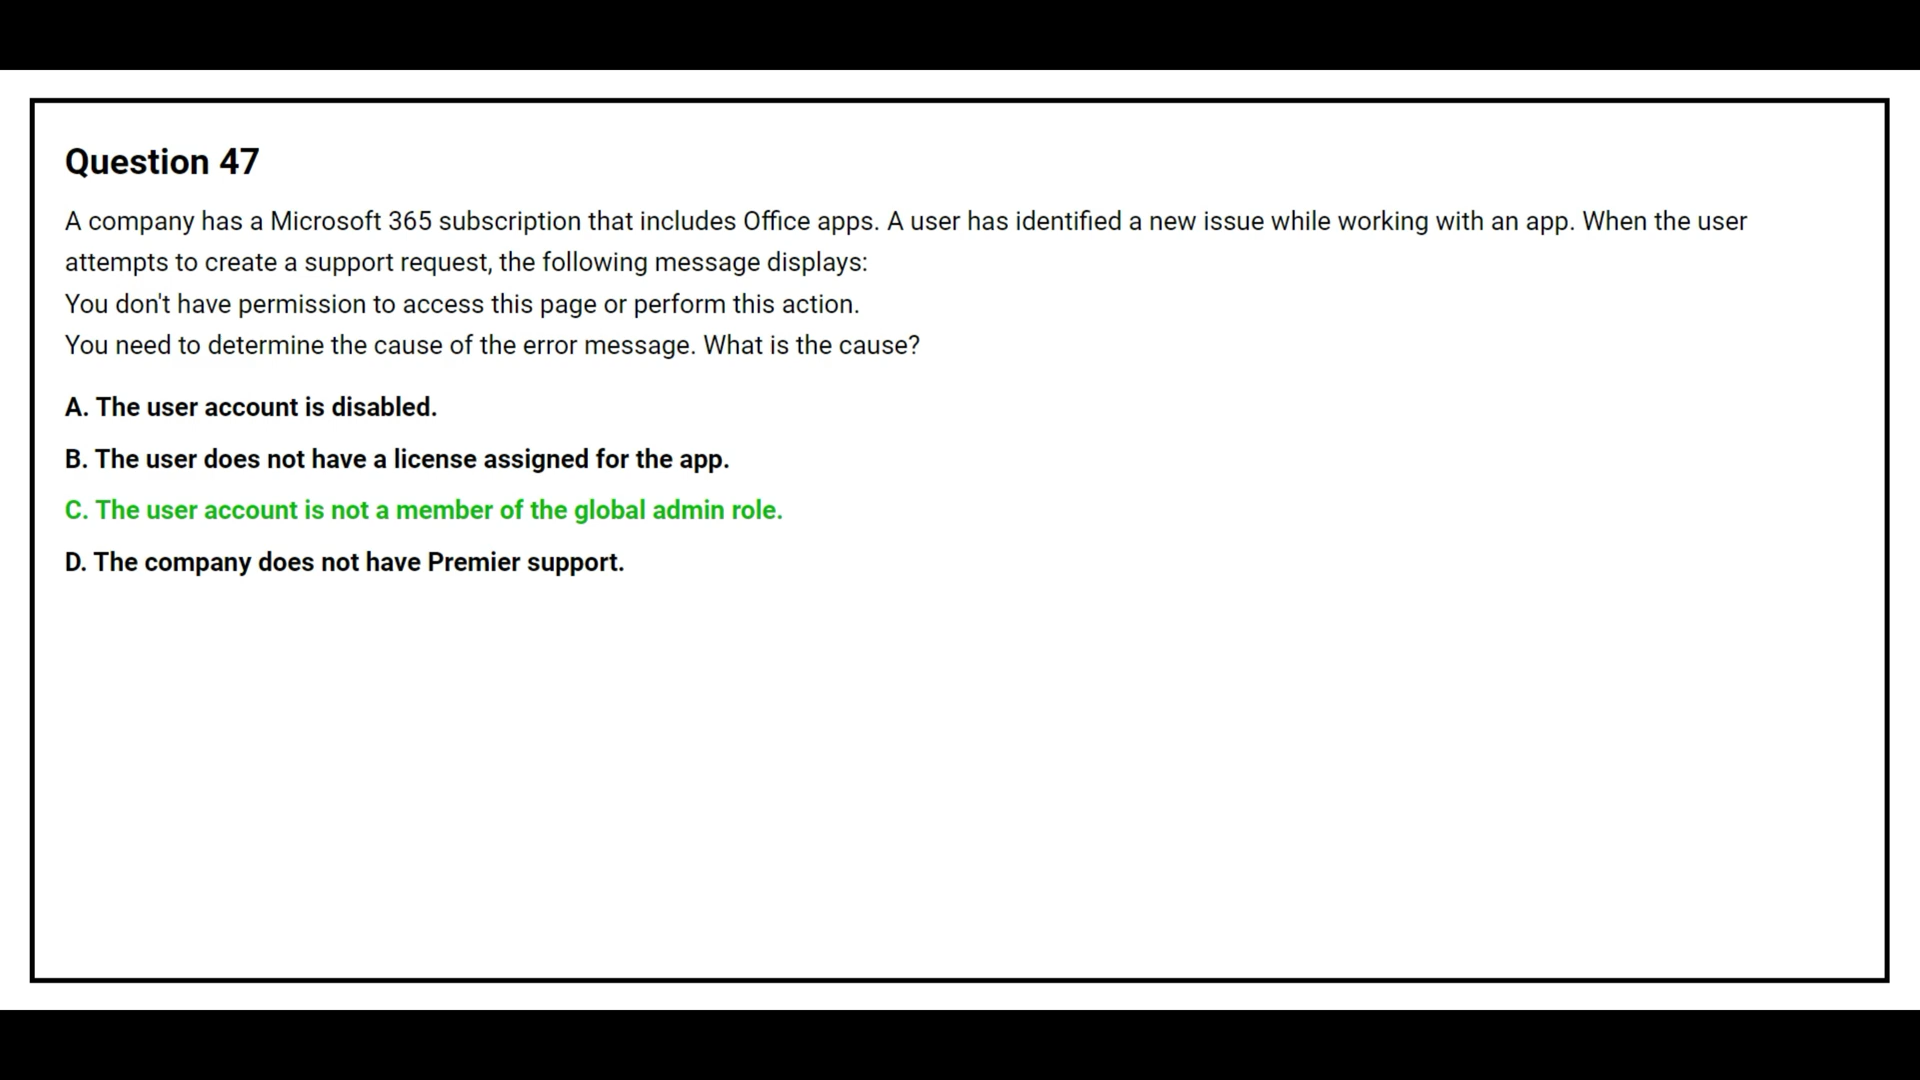 Question 47
A company has a Microsoft 365 subscription that includes Office apps. A user has identified a new issue while working with an app. When the user
attempts to create a support request, the following message displays:
You don't have permission to access this page or perform this action.
You need to determine the cause of the error message. What is the cause?
A. The user account is disabled.
B. The user does not have a license assigned for the app.
C. The user account is not a member of the global admin role.
D. The company does not have Premier support.